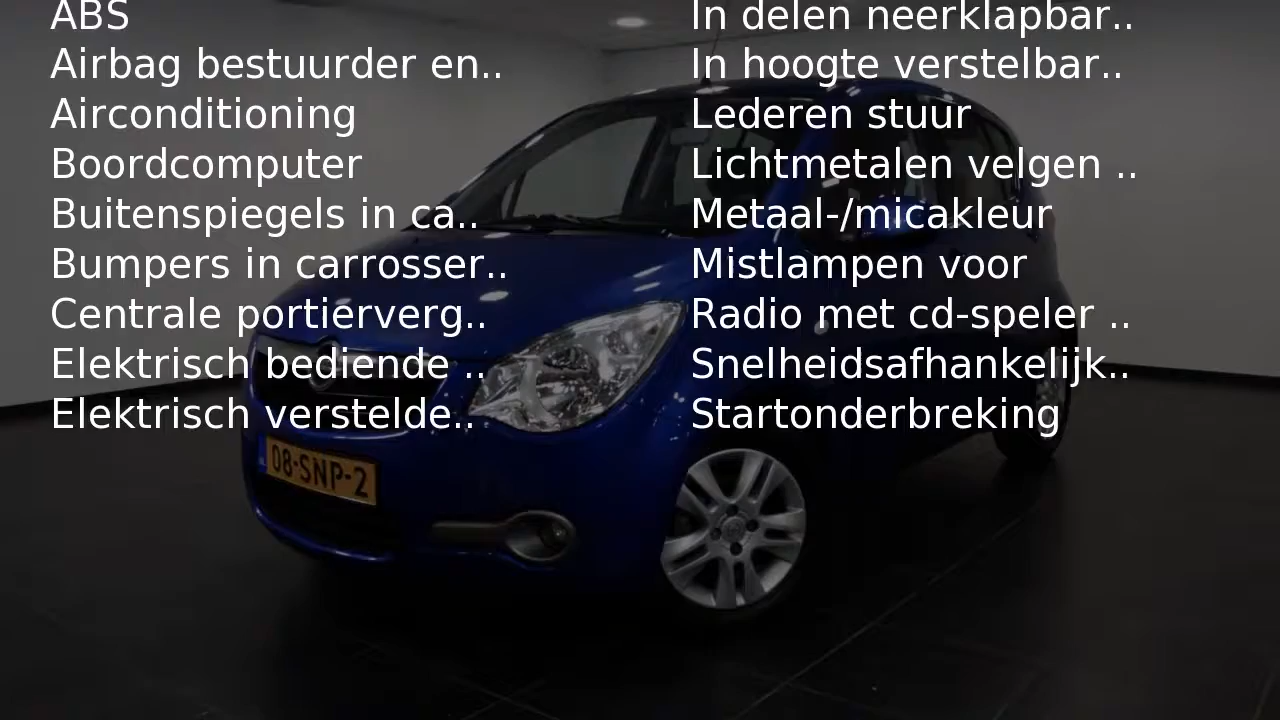 ABS
Airbag bestuurder en..
Airconditioning
Boordcomputer
Buitenspiegels in ca..
Bumpers in carrosser..
Centrale portierverg..
Elektrisch bediende ..
Elektrisch verstelde..
In delen neerklapbar..
In hoogte verstelbar..
Lederen stuur
Lichtmetalen velgen ..
Metaal-/micakleur
Mistlampen voor
Radio met cd-speler ..
Snelheidsafhankelijk..
Startonderbreking
08-SNP-2